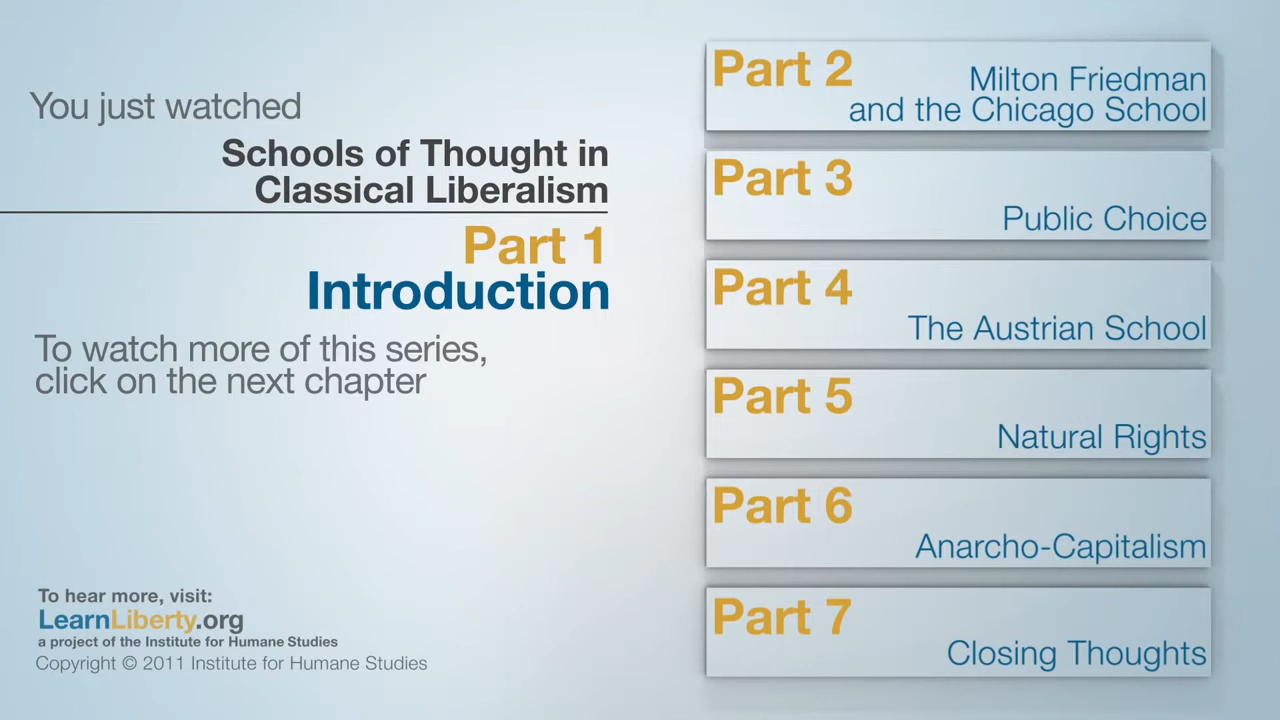 You just watched
Schools of Thought in
Classical Liberalism
Part 1
Introduction
To watch more of this series,
click on the next chapter
To hear more, visit:
LearnLiberty.org
a project of the Institute for Humane Studies
Copyright © 2011 Institute for Humane Studies
Part 2
Milton Friedman
and the Chicago School
Part 3
Public Choice
Part 4
The Austrian School
Part 5
Natural Rights
Part 6
Anarcho-Capitalism
Part 7
Closing Thoughts